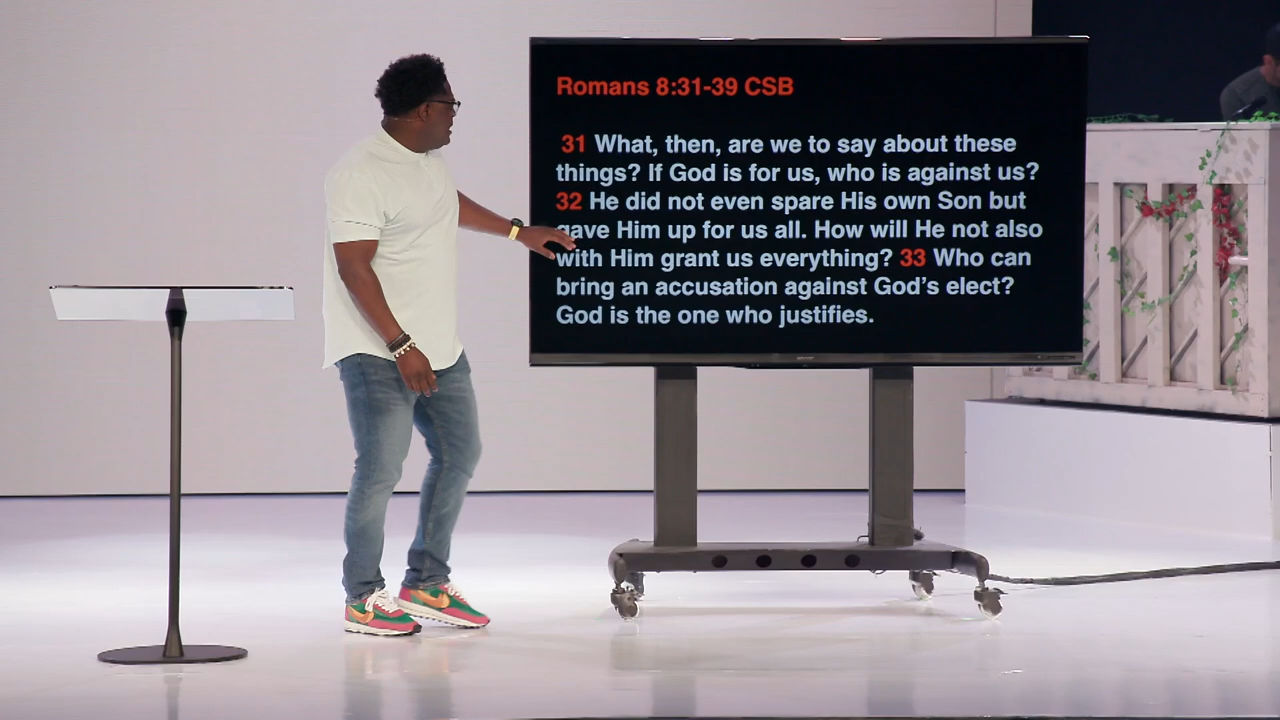 Romans 8:31-39 CSB
31 What, then, are we to say about these
things? If God is for us, who is against us?
32 He did not even spare His own Son but
gave Him up for us all. How will He not also
with Him grant us everything? 33 Who can
bring an accusation against God’s elect?
God is the one who justifies.